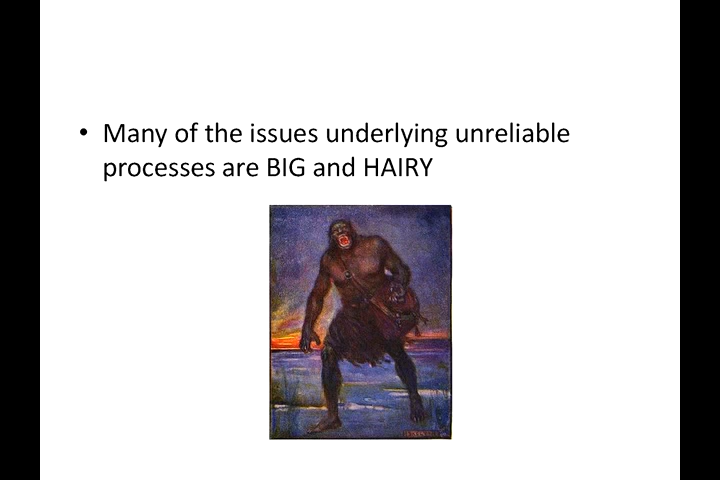 • Many of the issues underlying unreliable
processes are BIG and HAIRY